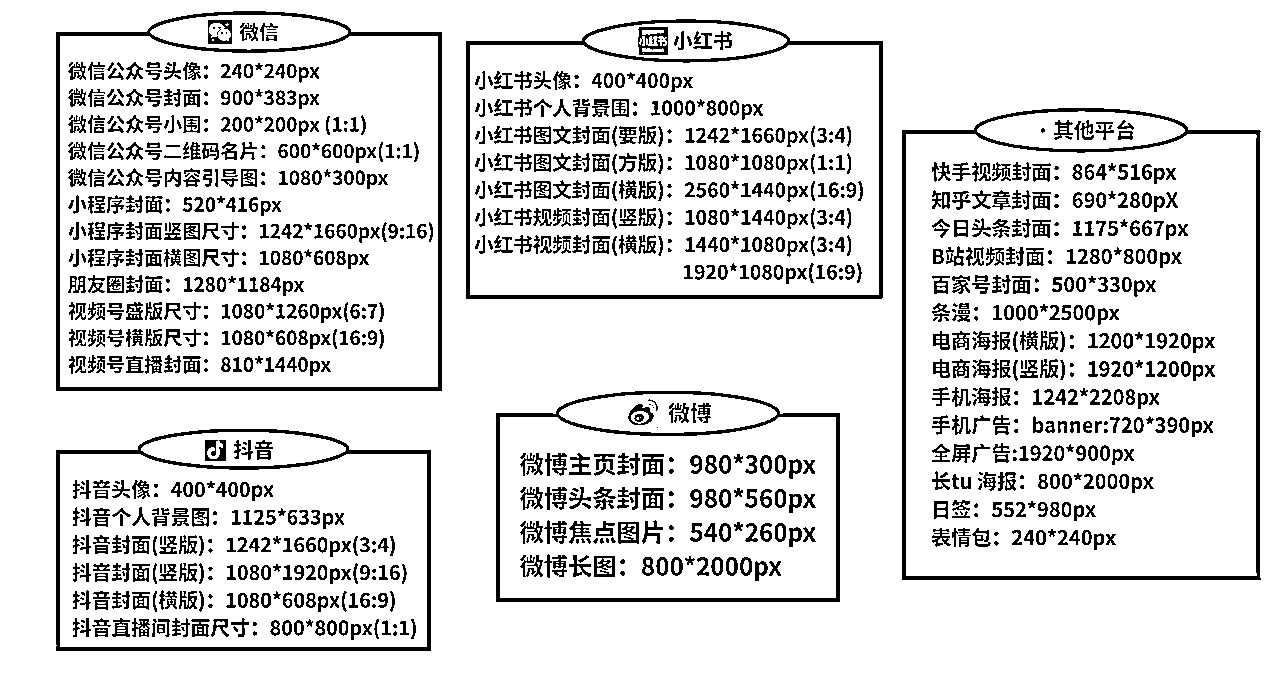 微信
微信公众号头像：240*240px
微信公众号封面：900*383px
微信公众号小围：200*200px (1:1)
微信公众号二维码名片：600*600px(1:1)
微信公众号内容引导图：1080*300px
小程序封面：520*416px
小程序封面竖图尺寸：1242*1660px(9:16)
小程序封面横图尺寸：1080*608px
朋友圈封面：1280*1184px
视频号盛版尺寸：1080*1260px(6:7)
视频号横版尺寸：1080*608px(16:9)
视频号直播封面：810*1440px
小红书
小红书
小红书头像：400*400px
小红书个人背景围：1000*800px
小红书图文封面(要版)：1242*1660px(3:4)
小红书图文封面(方版)：1080*1080px(1:1)
小红书图文封面(横版)：2560*1440px(16:9)
小红书规频封面(竖版)：1080*1440px(3:4)
小红书视频封面(横版)：1440*1080px(3:4)
1920*1080px(16:9)
·其他平台
快手视频封面：864*516px
知乎文章封面：690*280pX
今日头条封面：1175*667px
B站视频封面：1280*800px
百家号封面：500*330px
条漫：1000*2500px
电商海报(横版)：1200*1920px
电商海报(竖版)：1920*1200px
手机海报：1242*2208px
手机广告：banner:720*390px
全屏广告:1920*900px
长tu 海报：800*2000px
日签：552*980px
表情包：240*240px
抖音
抖音头像：400*400px
抖音个人背景图：1125*633px
抖音封面(竖版)：1242*1660px(3:4)
抖音封面(竖版)：1080*1920px(9:16)
抖音封面(横版)：1080*608px(16:9)
抖音直播间封面尺寸：800*800px(1:1)
微博
微博主页封面：980*300px
微博头条封面：980*560px
微博焦点图片：540*260px
微博长图：800*2000px